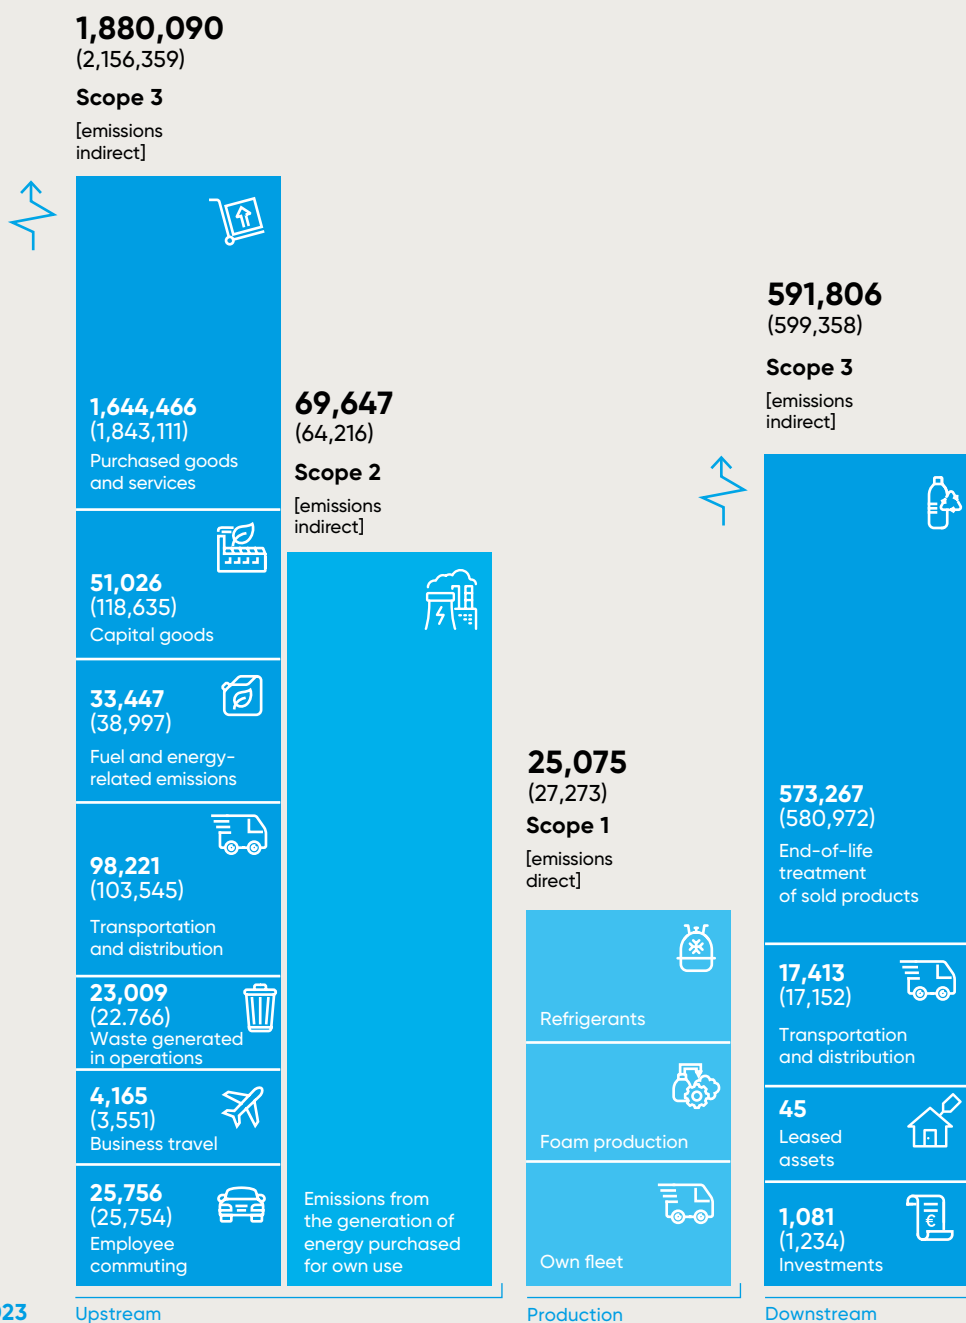 1,880,090
(2,156,359)
Scope 3
[emissions
indirect]
1,644,466
(1,843,111)
Purchased goods
and services
51,026
(118,635)
Capital goods
33,447
(38,997)
Fuel and energy-
related emissions
98,221
(103,545)
Transportation
and distribution
23,009
(22.766)
Waste generated
in operations
4,165
(3,551)
Business travel
25,756
(25,754)
Employee
commuting
69,647
(64,216)
Scope 2
[emissions
indirect]
Emissions from
the generation of
energy purchased
for own use
25,075
(27,273)
Scope 1
[emissions
direct]
Refrigerants
Foam production
Own fleet
591,806
(599,358)
Scope 3
[emissions
indirect]
573,267
(580,972)
End-of-life
treatment
of sold products
17,413
(17,152)
Transportation
and distribution
45
Leased
assets
1,081
(1,234)
€
Investments
23
Upstream
Production
Downstream